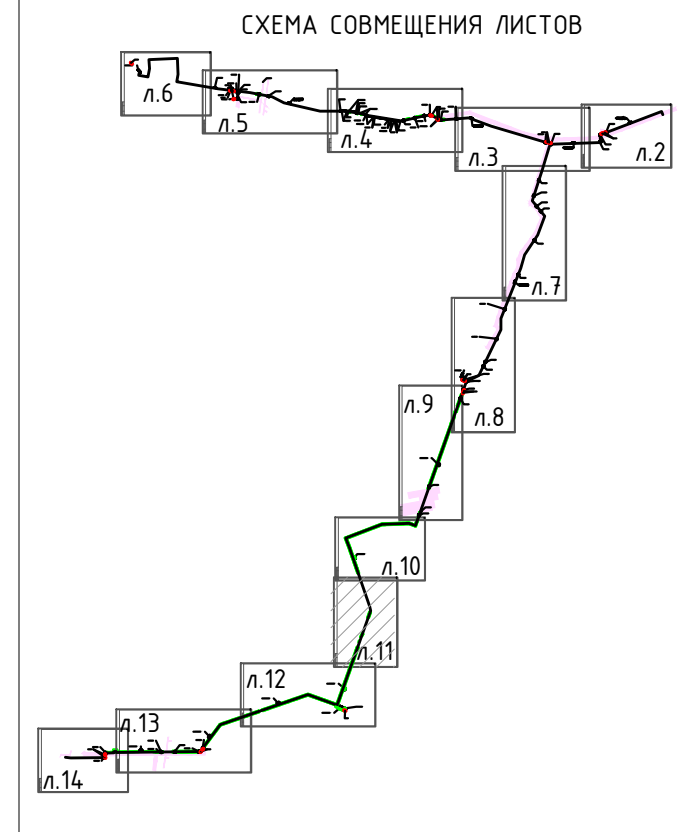 СХЕМА СОВМЕЩЕНИЯ ЛИСТОВ
л.6
л.5
л.4
л.3
л.2
л.7
л.8
л.9
л.10
л.11
л.12
л.13
л.14